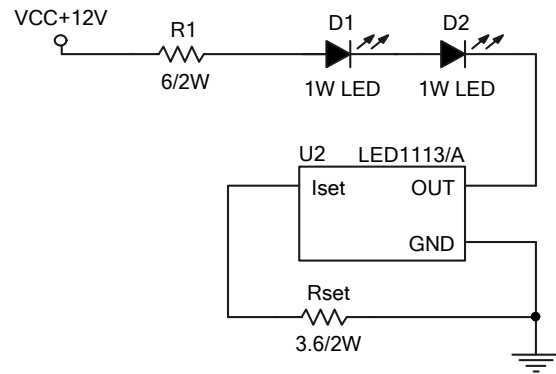 VCC+12V
R1
6/2W
D1
1W LED
D2
1W LED
U2
LED1113/A
Iset
OUT
GND
Rset
3.6/2W